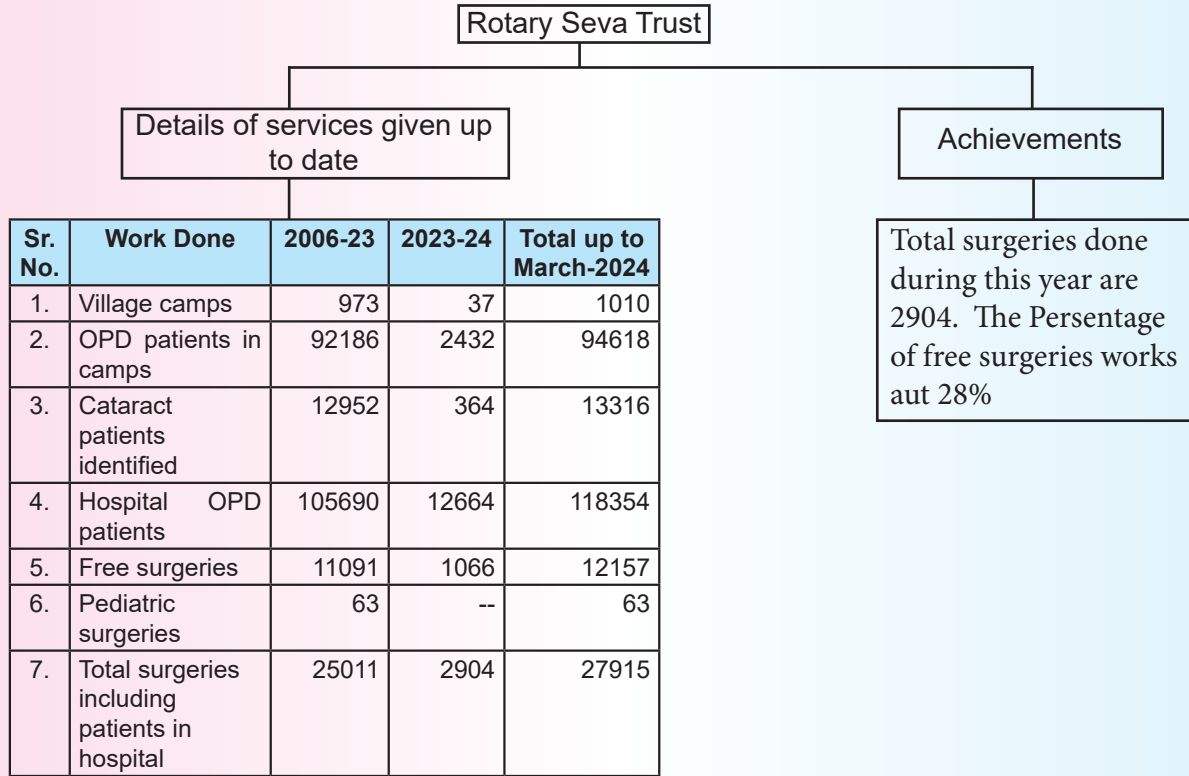 Rotary Seva Trust
Details of services given up
to date
Achievements
Sr. No. Work Done 2006-23 2023-24 Total up to March-2024
1. Village camps 973 37 1010
2. OPD patients in camps 92186 2432 94618
3. Cataract patients identified 12952 364 13316
4. Hospital OPD patients 105690 12664 118354
5. Free surgeries 11091 1066 12157
6. Pediatric surgeries 63 -- 63
7. Total surgeries including patients in hospital 25011 2904 27915
Total surgeries done
during this year are
2904. The Persentage
of free surgeries works
aut 28%